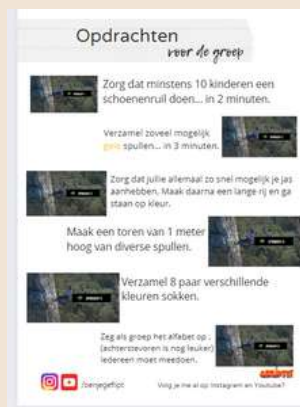 Opdrachten
voor de groep
Zorg dat minstens 10 kinderen een
schoenenruil doen... in 2 minuten.
Verzamel zoveel mogelijk
gele spullen... in 3 minuten.
Zorg dat jullie allemaal zo snel mogelijk je jas
aanhebben. Maak daarna een lange rij en ga
staan op kleur.
Maak een toren van 1 meter
hoog van diverse spullen.
Verzamel 8 paar verschillende
kleuren sokken.
Zeg als groep het alfabet op
(achterstevoren is nog leuker)
Iedereen moet meedoen.
/benjegeflipt
Volg je me al op Instagram en Youtube?